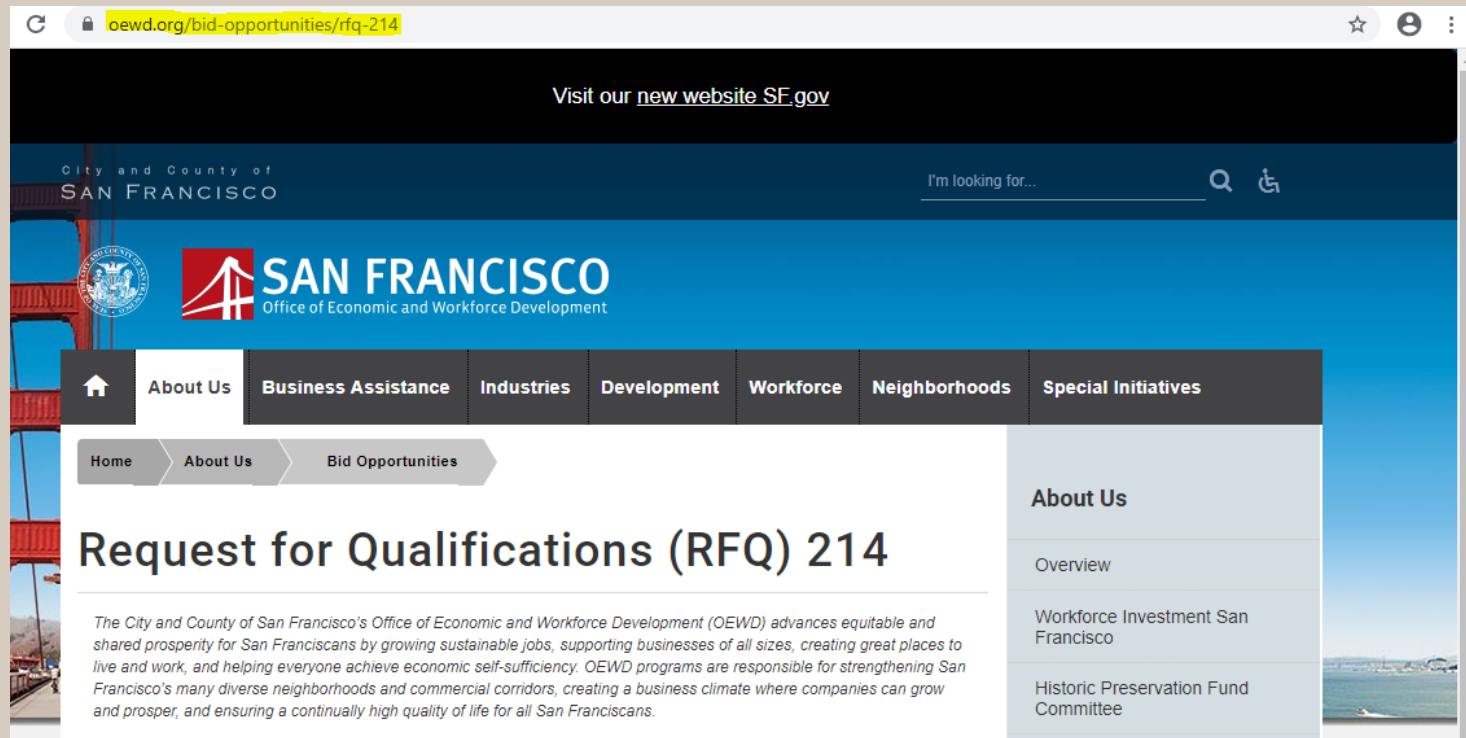 oewd.org/bid-opportunities/rfq-214
Visit our new website SF.gov
City and County of
SAN FRANCISCO
I'm looking for...
SAN FRANCISCO
Office of Economic and Workforce Development
About Us
Business Assistance
Industries
Development
Workforce
Neighborhoods
Special Initiatives
Home
About Us
Bid Opportunities
Request for Qualifications (RFQ) 214
The City and County of San Francisco's Office of Economic and Workforce Development (OEWD) advances equitable and
shared prosperity for San Franciscans by growing sustainable jobs, supporting businesses of all sizes, creating great places to
live and work, and helping everyone achieve economic self-sufficiency. OEWD programs are responsible for strengthening San
Francisco's many diverse neighborhoods and commercial corridors, creating a business climate where companies can grow
and prosper, and ensuring a continually high quality of life for all San Franciscans.
About Us
Overview
Workforce Investment San
Francisco
Historic Preservation Fund
Committee